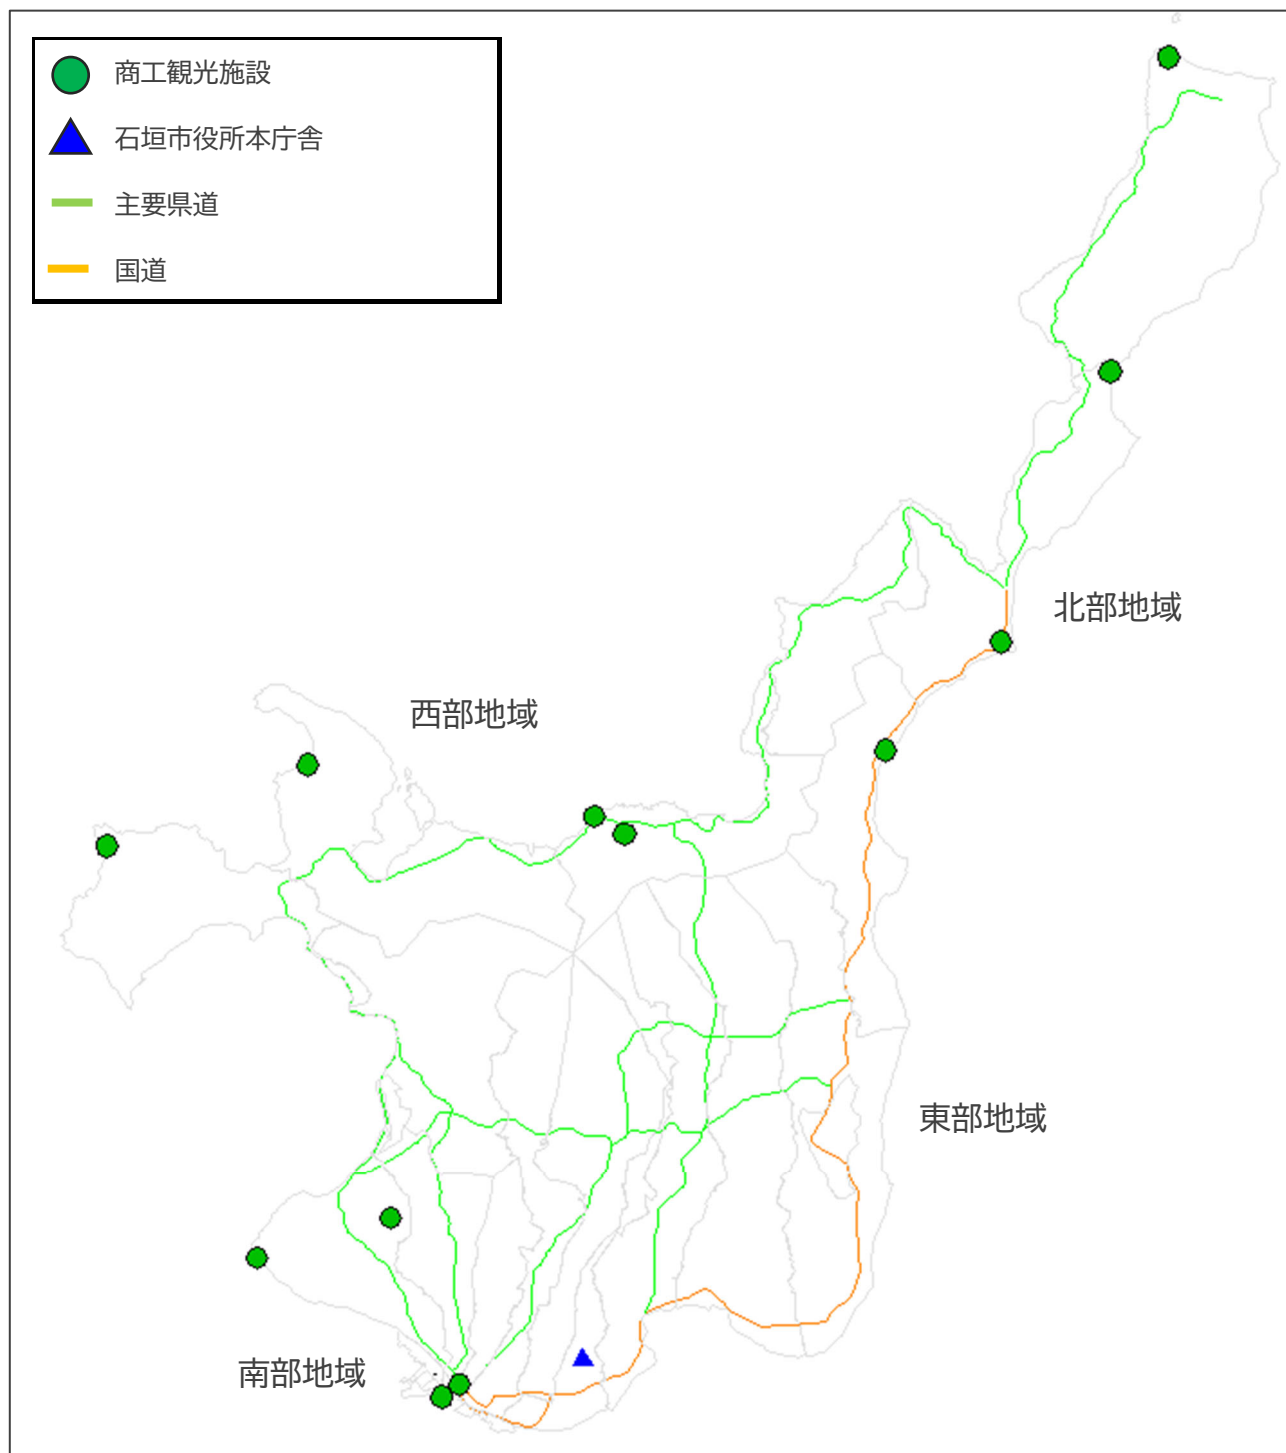 商工観光施設
石垣市役所本庁舎
主要県道
国道
北部地域
西部地域
東部地域
南部地域